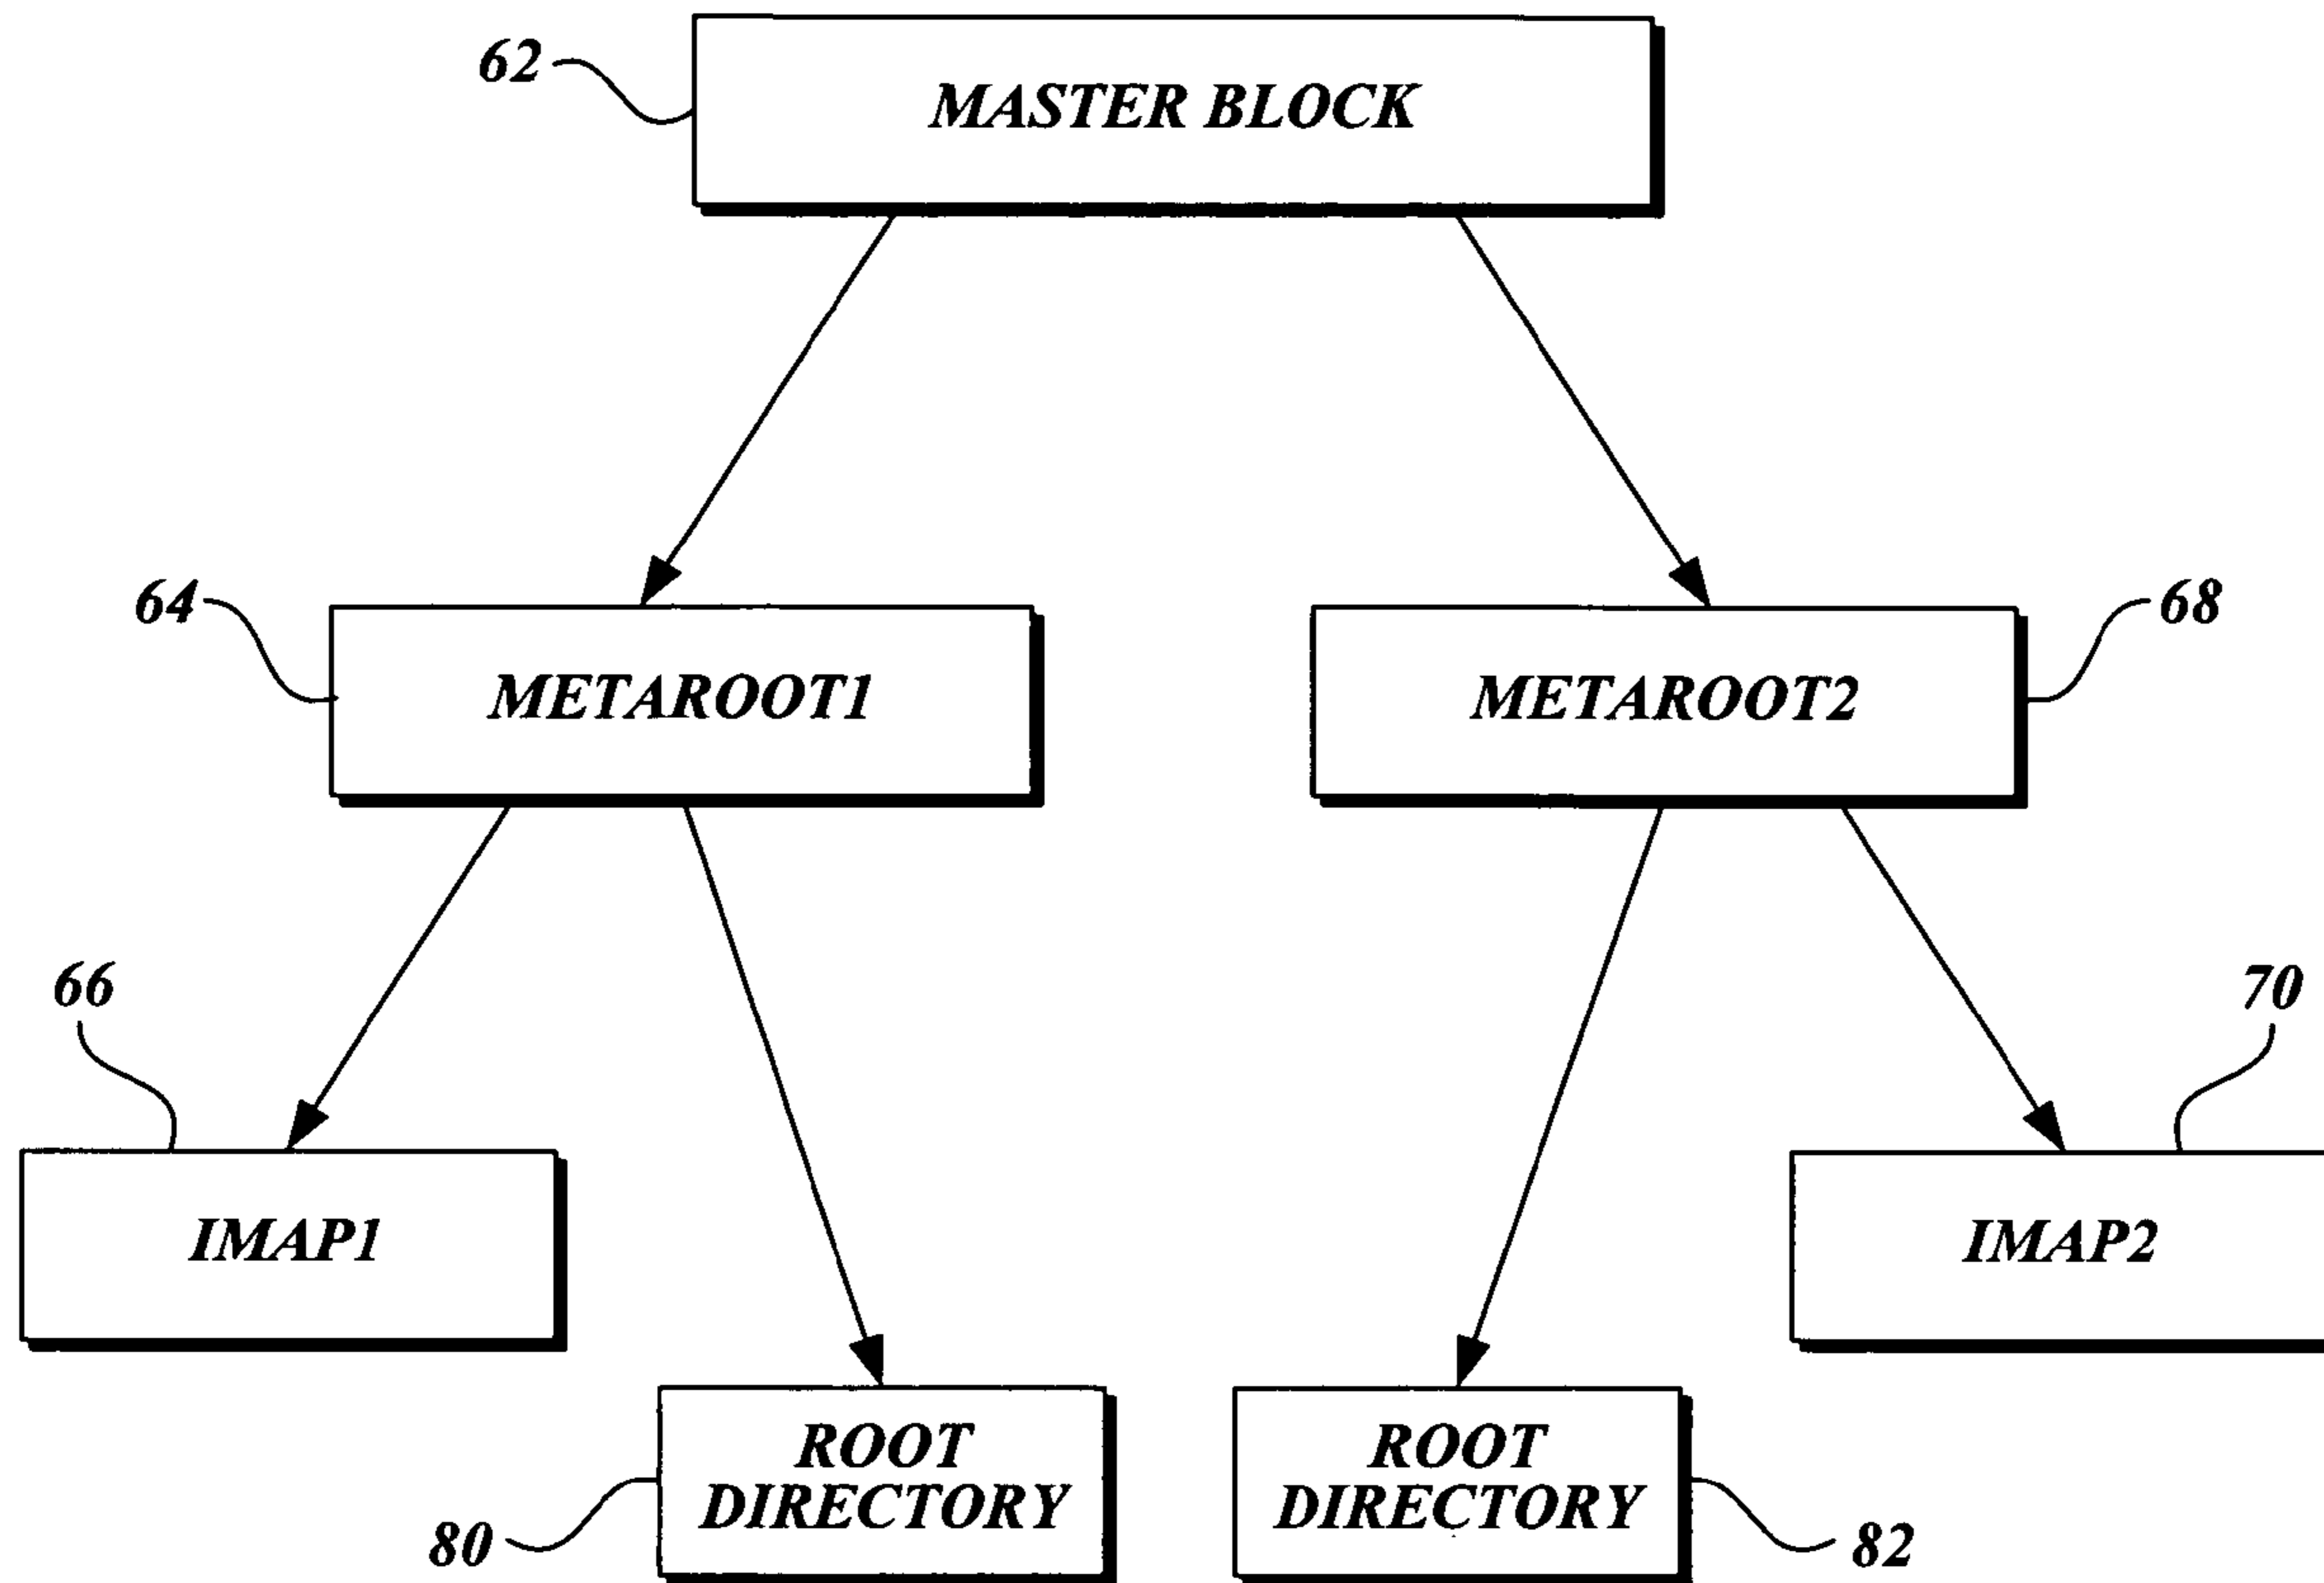 62
MASTER BLOCK
64
METAROOT1
METAROOT2
68
66
70
IMAP1
IMAP2
ROOT
DIRECTORY
80
ROOT
DIRECTORY
82